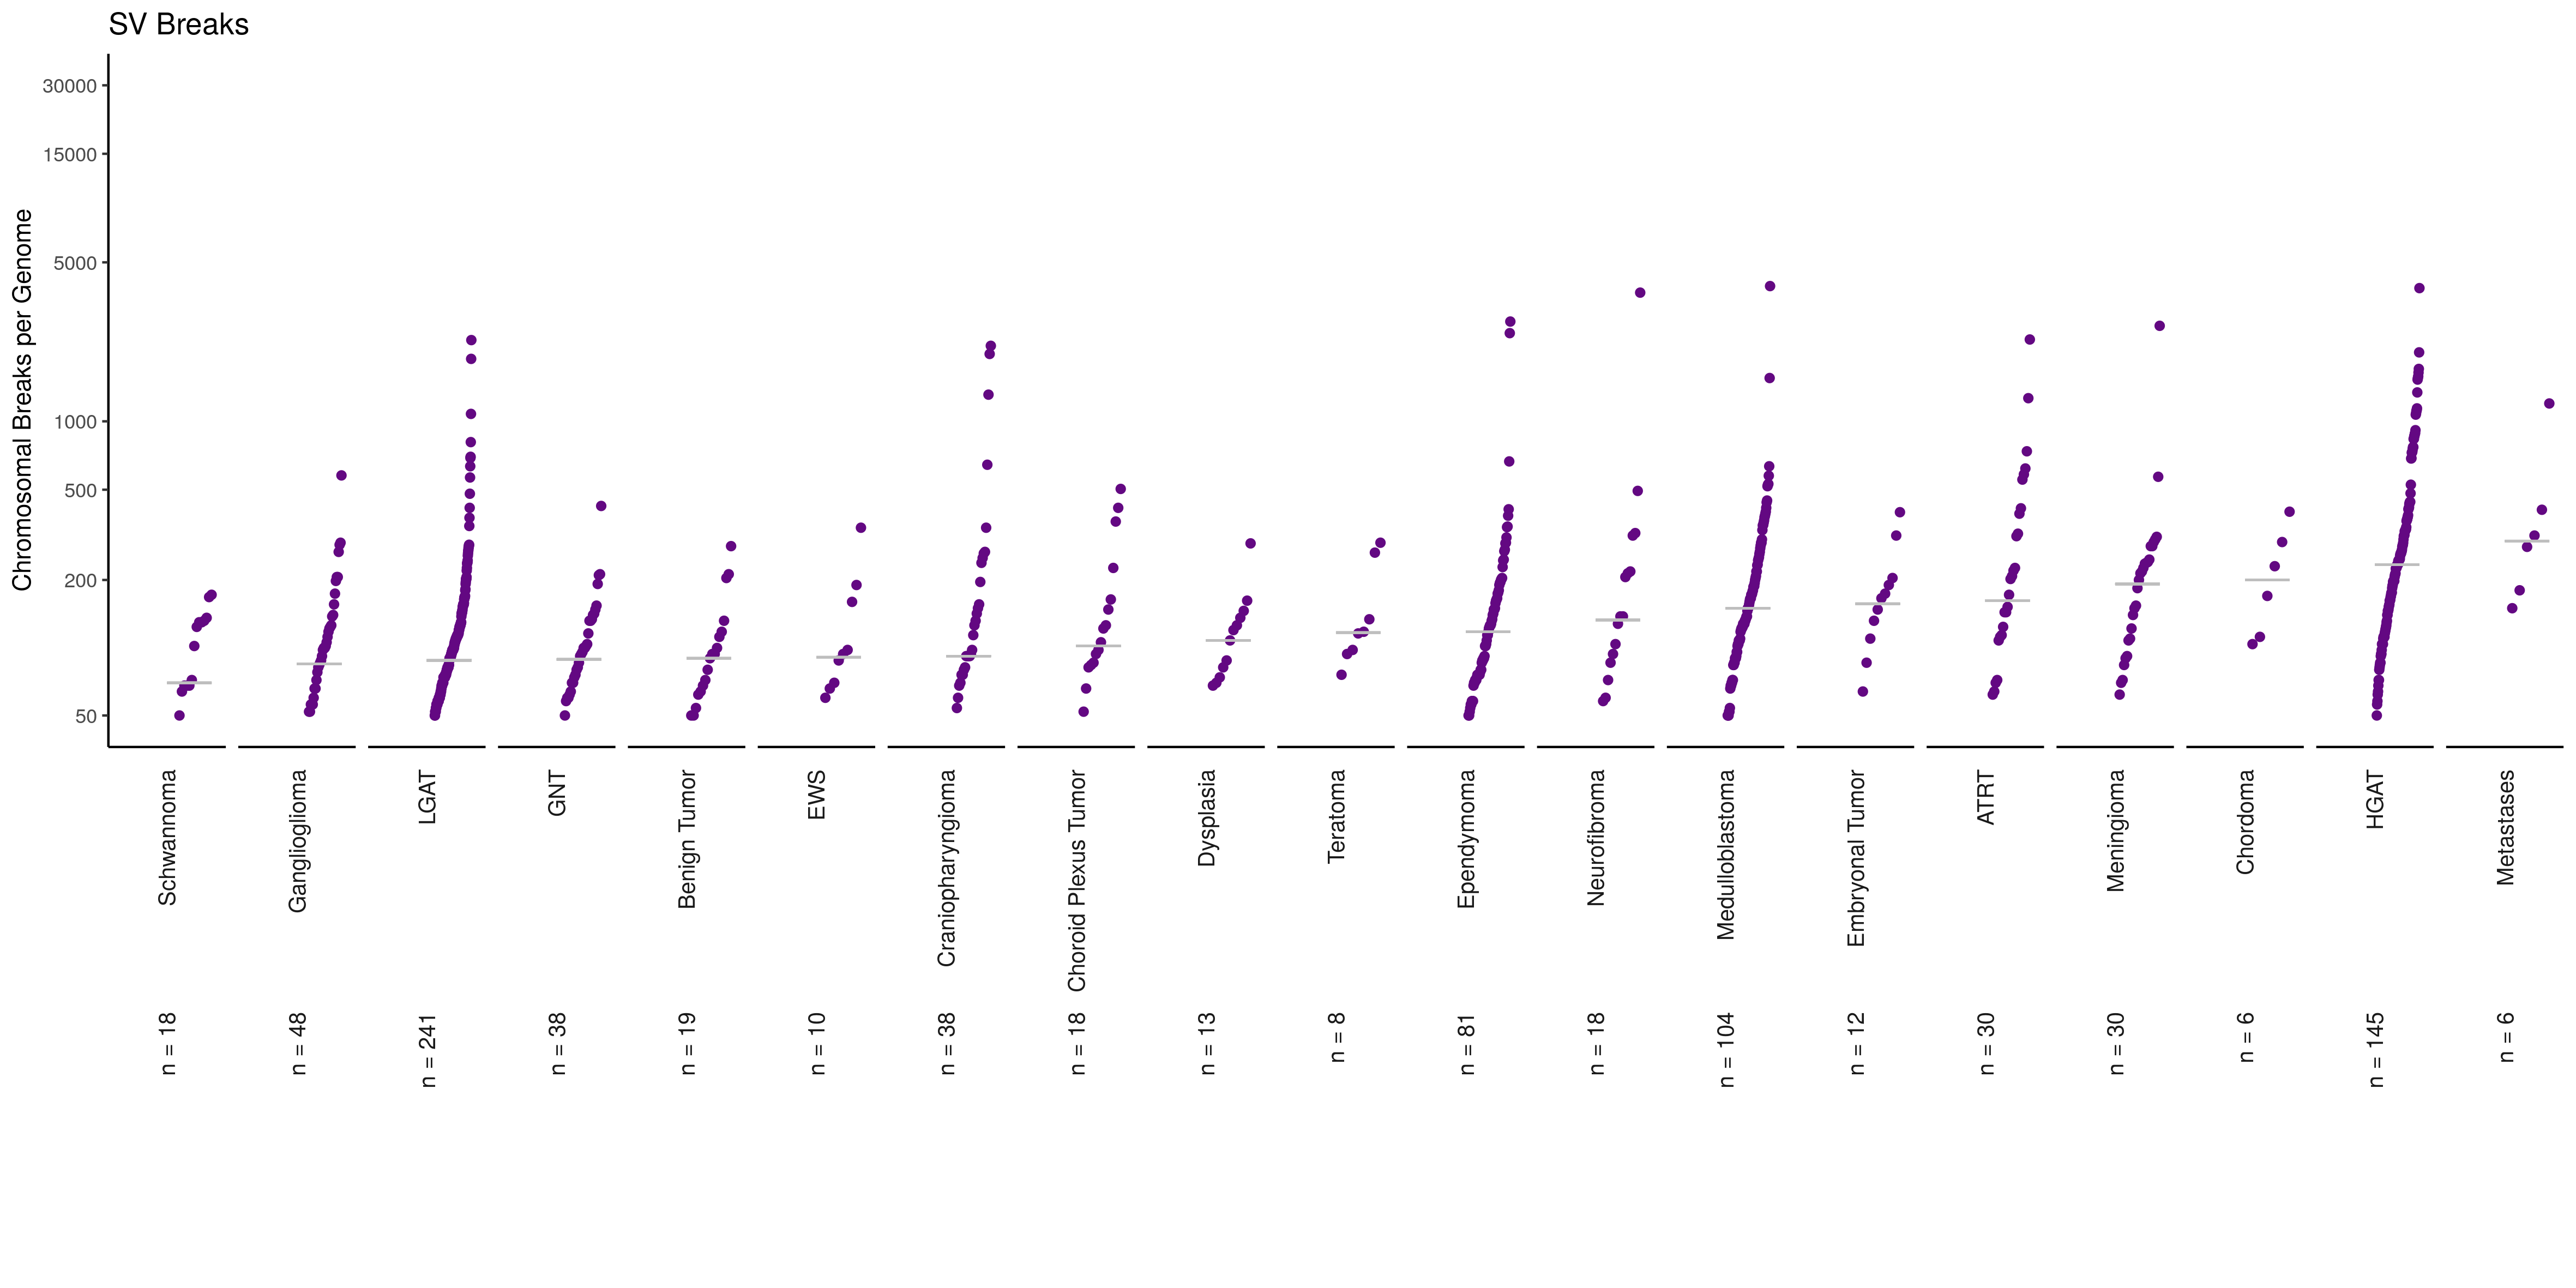 SV Breaks
Chromosomal Breaks per Genome
30000
15000
5000
1000
500
200
50
Schwannoma
Ganglioglioma
LGAT
GNT
Benign Tumor
EWS
Craniopharyngioma
Choroid Plexus Tumor
Dysplasia
Teratoma
Ependymoma
Neurofibroma
Medulloblastoma
Embryonal Tumor
ATRT
Meningioma
Chordoma
HGAT
Metastases
n = 18
n = 48
n = 241
n = 38
n = 19
n = 10
n = 38
n = 18
n = 13
n = 8
n = 81
n = 18
n = 104
n = 12
n = 30
n = 30
n = 6
n = 145
n = 6